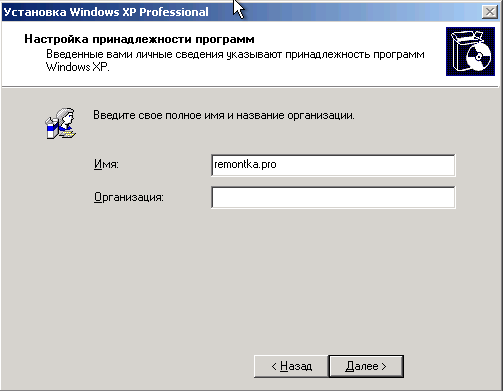 Установка Windows XP Professional
Настройка принадлежности программ
Введенные вами личные сведения указывают принадлежность программ
Windows XP.
Введите свое полное имя и название организации.
Имя: remontka.pro
Организация:
< Назад Далее >